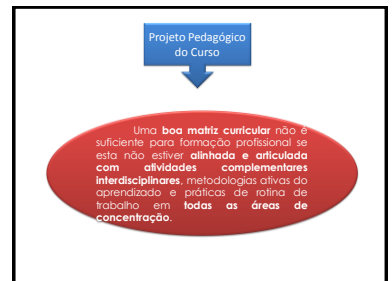 Projeto Pedagógico
do Curso
Uma boa matriz curricular não é
suficiente para formação profissional se
esta não estiver alinhada e articulada
com atividades complementares
interdisciplinares, metodologias ativas do
aprendizado e práticas de rotina de
trabalho em todas as áreas de
concentração.